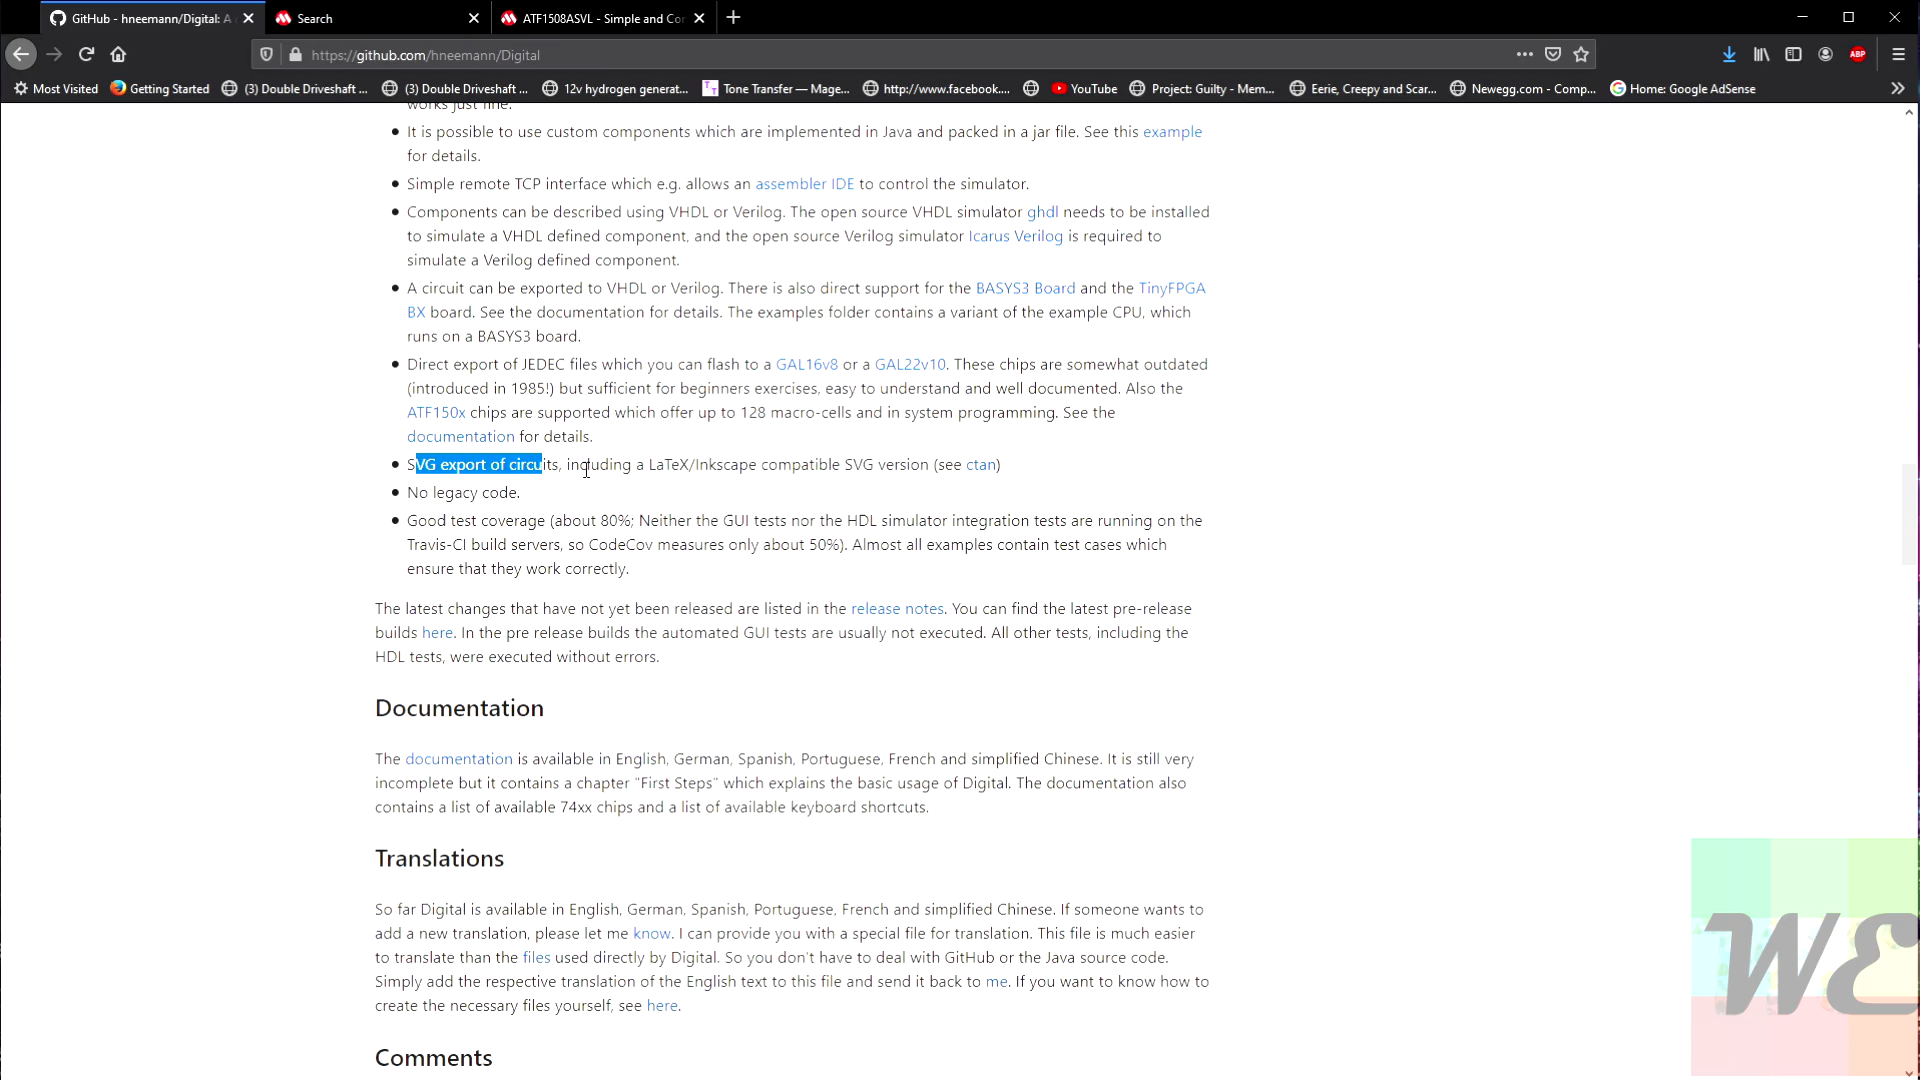 GitHub - hneemann/Digital: A
Search
ATF1508ASVL - Simple and Cor
https://github.com/hneemann/Digital
Most Visited
Getting Started
(3) Double Driveshaft ...
(3) Double Driveshaft ...
12v hydrogen generat...
Tone Transfer — Mage...
http://www.facebook....
YouTube
Project: Guilty - Mem...
Eerie, Creepy and Scar...
Newegg.com - Comp...
Home: Google AdSense
ABP
works just fine.
It is possible to use custom components which are implemented in Java and packed in a jar file. See this example
for details.
Simple remote TCP interface which e.g. allows an assembler IDE to control the simulator.
Components can be described using VHDL or Verilog. The open source VHDL simulator ghdl needs to be installed
to simulate a VHDL defined component, and the open source Verilog simulator Icarus Verilog is required to
simulate a Verilog defined component.
A circuit can be exported to VHDL or Verilog. There is also direct support for the BASYS3 Board and the TinyFPGA
BX board. See the documentation for details. The examples folder contains a variant of the example CPU, which
runs on a BASYS3 board.
Direct export of JEDEC files which you can flash to a GAL16v8 or a GAL22v10. These chips are somewhat outdated
(introduced in 1985!) but sufficient for beginners exercises, easy to understand and well documented. Also the
ATF150x chips are supported which offer up to 128 macro-cells and in system programming. See the
documentation for details.
SVG export of circuits, including a LaTeX/Inkscape compatible SVG version (see ctan)
No legacy code.
Good test coverage (about 80%; Neither the GUI tests nor the HDL simulator integration tests are running on the
Travis-CI build servers, so CodeCov measures only about 50%). Almost all examples contain test cases which
ensure that they work correctly.
The latest changes that have not yet been released are listed in the release notes. You can find the latest pre-release
builds here. In the pre release builds the automated GUI tests are usually not executed. All other tests, including the
HDL tests, were executed without errors.
Documentation
The documentation is available in English, German, Spanish, Portuguese, French and simplified Chinese. It is still very
incomplete but it contains a chapter "First Steps" which explains the basic usage of Digital. The documentation also
contains a list of available 74xx chips and a list of available keyboard shortcuts.
Translations
So far Digital is available in English, German, Spanish, Portuguese, French and simplified Chinese. If someone wants to
add a new translation, please let me know. I can provide you with a special file for translation. This file is much easier
to translate than the files used directly by Digital. So you don't have to deal with GitHub or the Java source code.
Simply add the respective translation of the English text to this file and send it back to me. If you want to know how to
create the necessary files yourself, see here.
Comments
WE